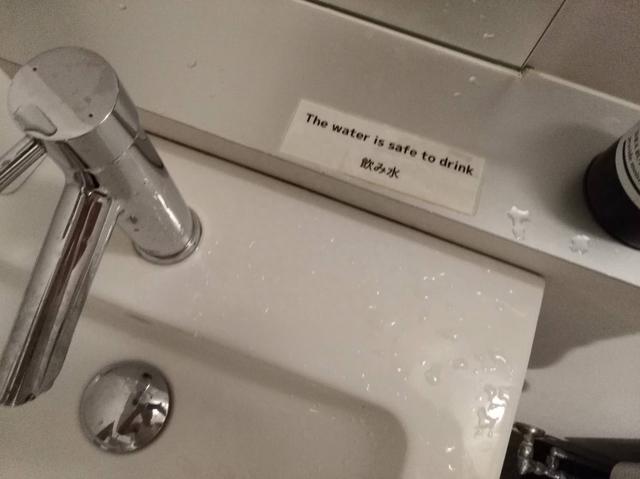 The water is safe to drink
飲み水